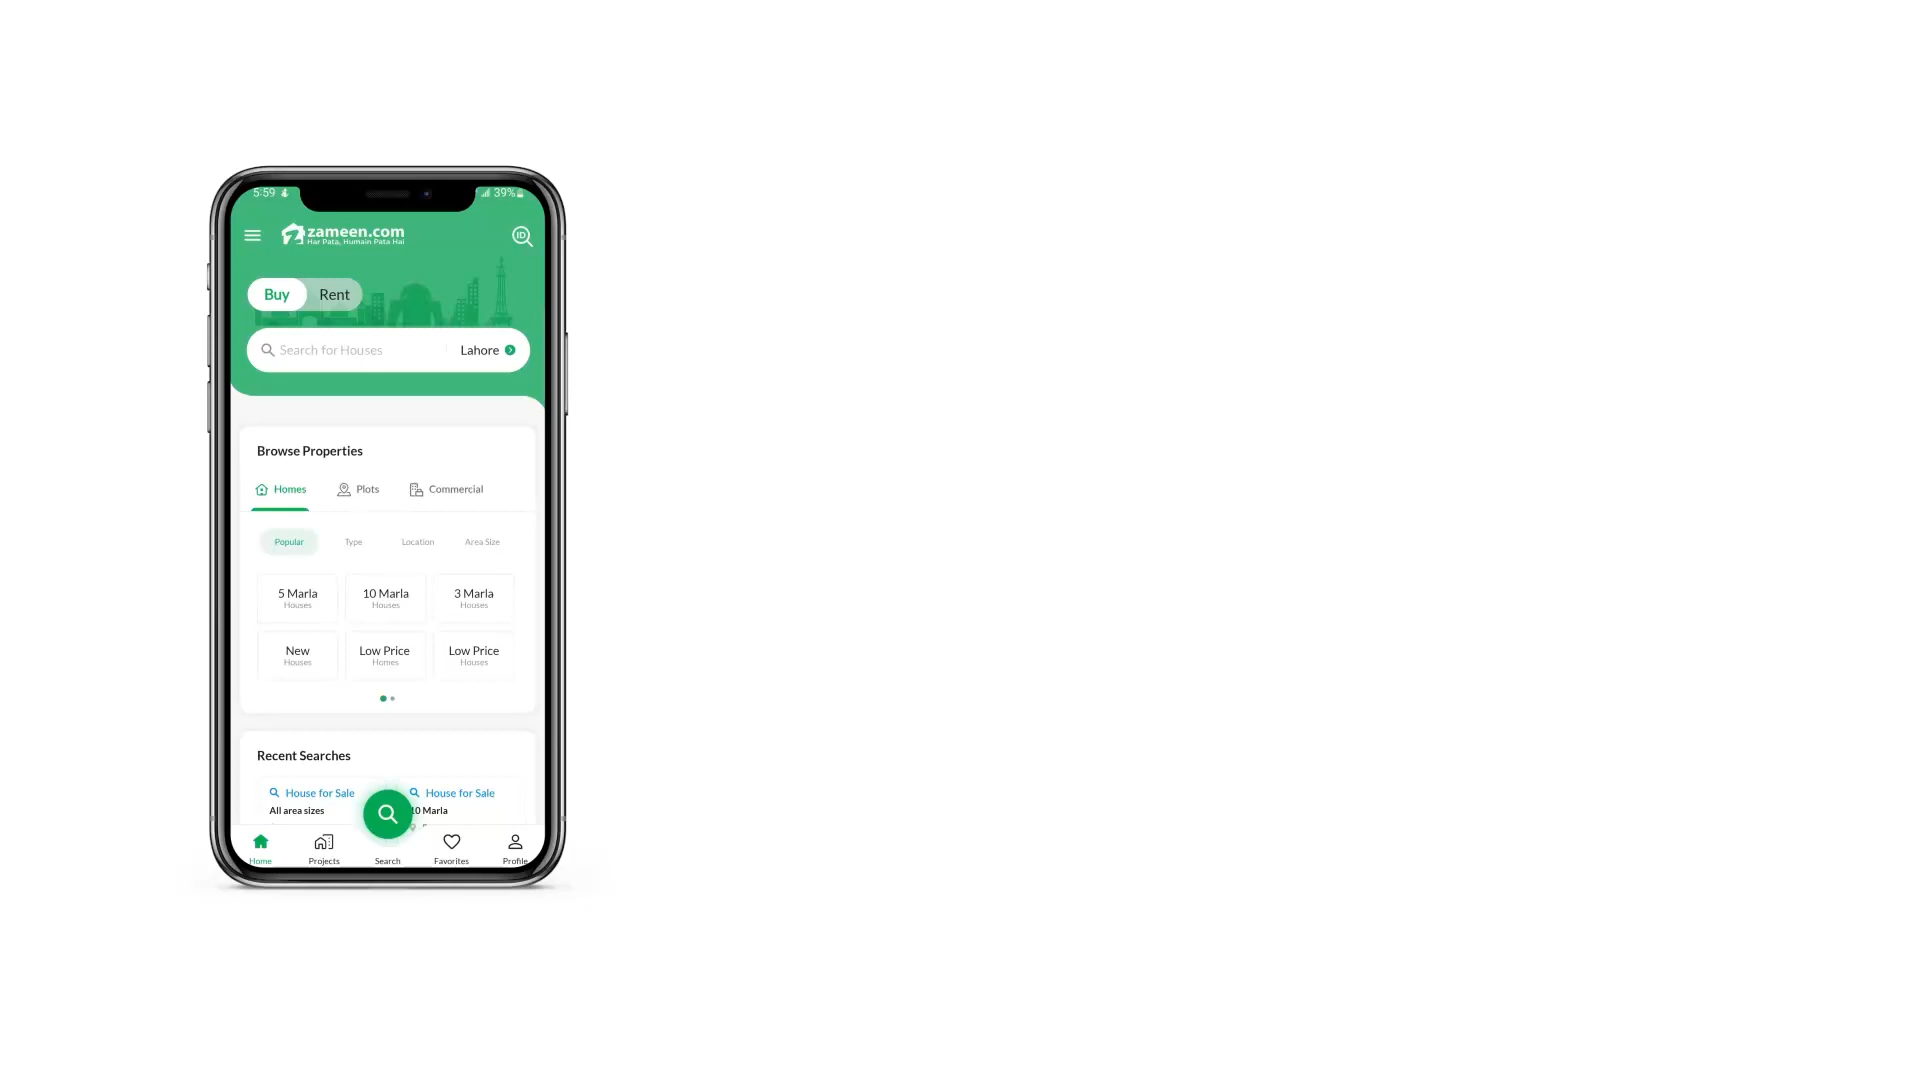 5:59
39%
zameen.com
Har Pata, Humain Pata Hai
ID
Buy Rent
Search for Houses Lahore
Browse Properties
Homes Plots Commercial
Popular Type Location Area Size
5 Marla 10 Marla 3 Marla
Houses Houses Houses
New Low Price Low Price
Houses Homes Houses
Recent Searches
House for Sale House for Sale
All area sizes 10 Marla
Home Projects Search Favorites Profile